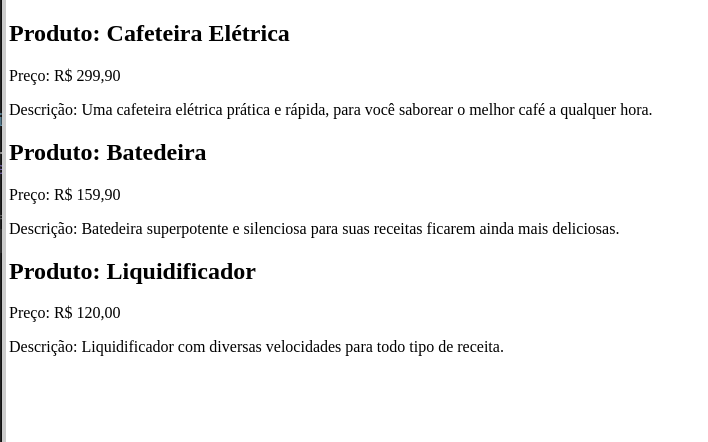 Produto: Cafeteira Elétrica
Preço: R$ 299,90
Descrição: Uma cafeteira elétrica prática e rápida, para você saborear o melhor café a qualquer hora.
Produto: Batedeira
Preço: R$ 159,90
Descrição: Batedeira superpotente e silenciosa para suas receitas ficarem ainda mais deliciosas.
Produto: Liquidificador
Preço: R$ 120,00
Descrição: Liquidificador com diversas velocidades para todo tipo de receita.